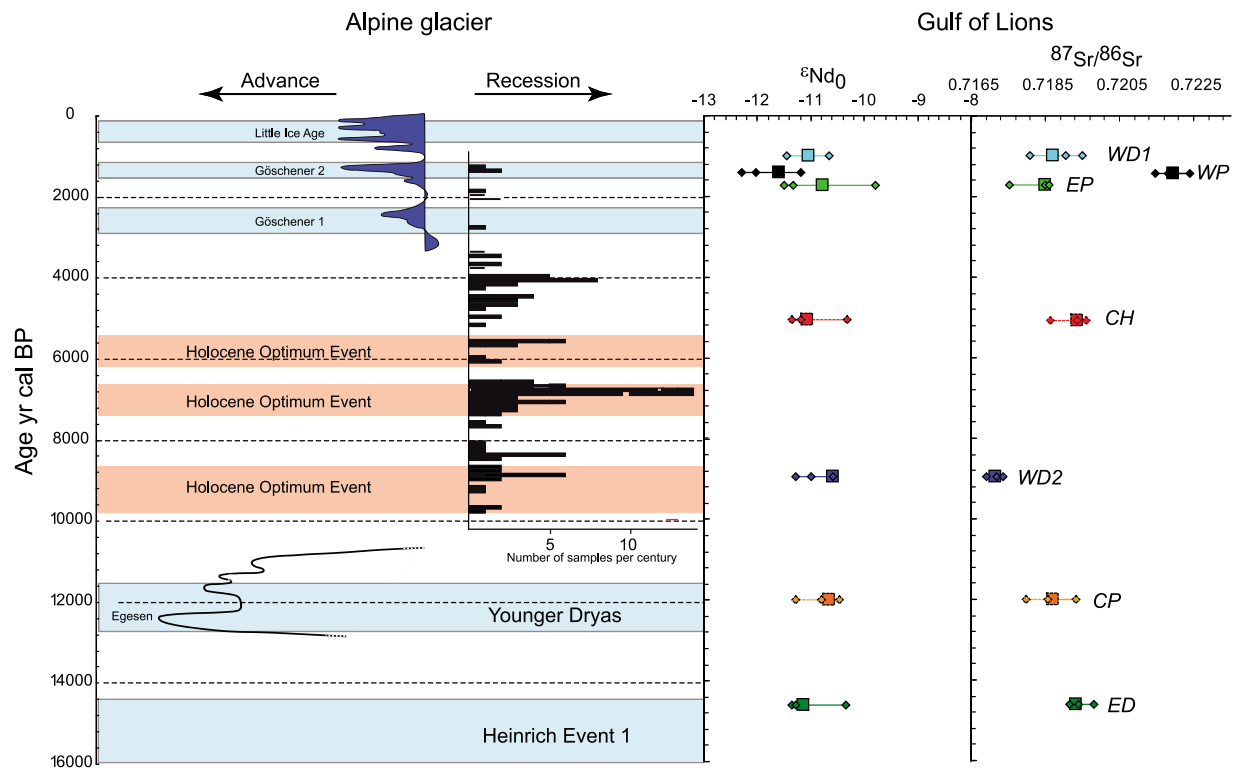 Alpine glacier
Gulf of Lions
Advance
Recession
εNd0
87Sr/86Sr
-13 -12 -11 -10 -9 -8
0.7165 0.7185 0.7205 0.7225
Age yr cal BP
0
2000
4000
6000
8000
10000
12000
14000
16000
Little Ice Age
Göschener 2
Göschener 1
Holocene Optimum Event
Holocene Optimum Event
Holocene Optimum Event
5 10
Number of samples per century
Egesen
Younger Dryas
Heinrich Event 1
WD1
WP
EP
CH
WD2
CP
ED